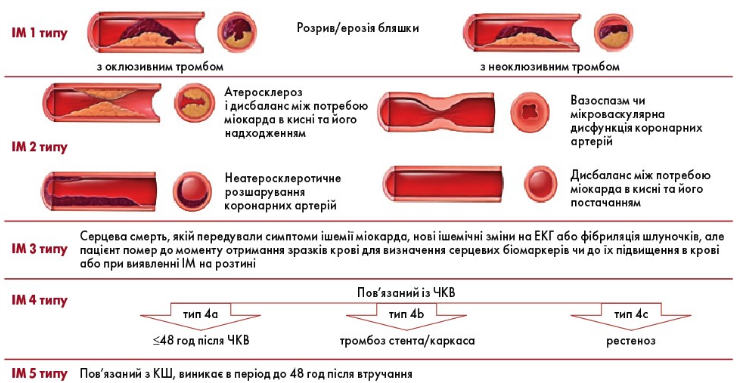 ІМ 1 типу
Розрив/ерозія бляшки
з оклюзивним тромбом
з неоклюзивним тромбом
ІМ 2 типу
Атеросклероз
і дисбаланс між потребою
міокарда в кисні та його
надходженням
Вазоспазм чи
мікроваскулярна
дисфункція коронарних
артерій
Неатеросклеротичне
розшарування
коронарних артерій
Дисбаланс між потребою
міокарда в кисні та його
постачанням
ІМ 3 типу
Серцева смерть, якій передували симптоми ішемії міокарда, нові ішемічні зміни на ЕКГ або фібриляція шлуночків, але
пацієнт помер до моменту отримання зразків крові для визначення серцевих біомаркерів чи до їх підвищення в крові
або при виявленні ІМ на розтині
ІМ 4 типу
Пов’язаний із ЧКВ
тип 4a
тип 4b
тип 4c
≤48 год після ЧКВ
тромбоз стента/каркаса
рестеноз
ІМ 5 типу
Пов’язаний з КШ, виникає в період до 48 год після втручання